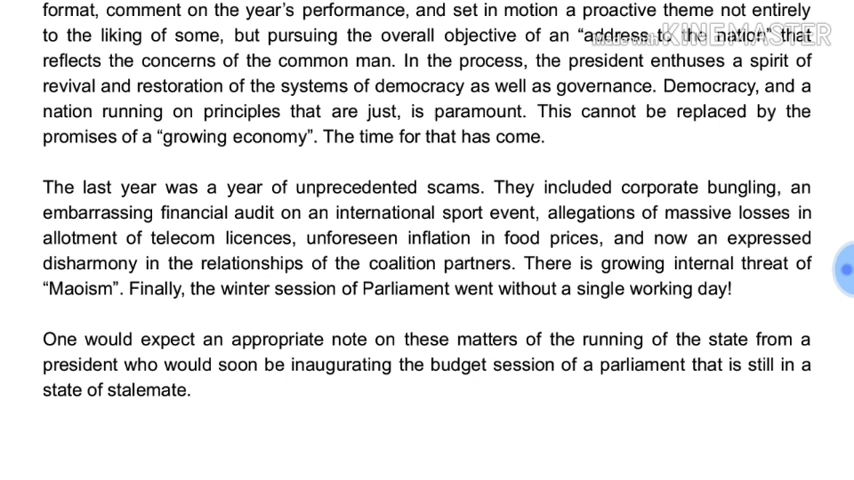 format, comment on the year’s performance, and set in motion a proactive theme not entirely
to the liking of some, but pursuing the overall objective of an “address to the nation” that
made with KINEMASTER
reflects the concerns of the common man. In the process, the president enthuses a spirit of
revival and restoration of the systems of democracy as well as governance. Democracy, and a
nation running on principles that are just, is paramount. This cannot be replaced by the
promises of a “growing economy”. The time for that has come.
The last year was a year of unprecedented scams. They included corporate bungling, an
embarrassing financial audit on an international sport event, allegations of massive losses in
allotment of telecom licences, unforeseen inflation in food prices, and now an expressed
disharmony in the relationships of the coalition partners. There is growing internal threat of
“Maoism”. Finally, the winter session of Parliament went without a single working day!
One would expect an appropriate note on these matters of the running of the state from a
president who would soon be inaugurating the budget session of a parliament that is still in a
state of stalemate.